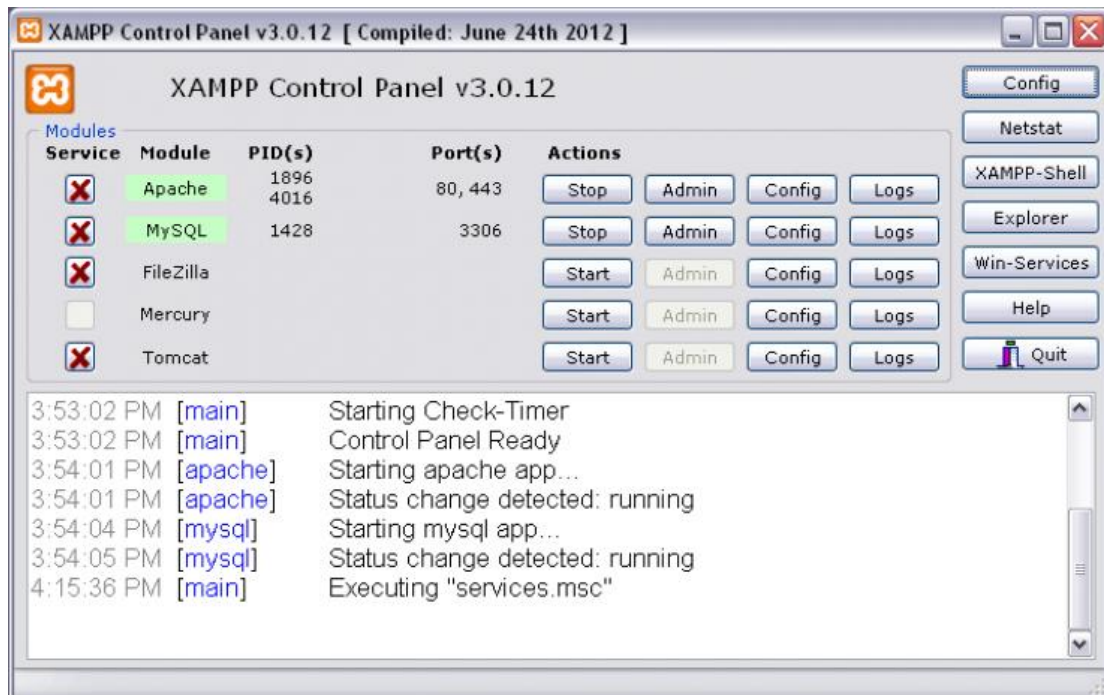 XAMPP Control Panel v3.0.12 [ Compiled: June 24th 2012 ]
XAMPP Control Panel v3.0.12
Config
Modules
Netstat
Service Module PID(s) Port(s) Actions
Apache 1896 4016 80, 443 Stop Admin Config Logs
XAMPP-Shell
MySQL 1428 3306 Stop Admin Config Logs
Explorer
FileZilla Start Admin Config Logs
Win-Services
Mercury Start Admin Config Logs
Help
Tomcat Start Admin Config Logs
Quit
3:53:02 PM [main] Starting Check-Timer
3:53:02 PM [main] Control Panel Ready
3:54:01 PM [apache] Starting apache app...
3:54:01 PM [apache] Status change detected: running
3:54:04 PM [mysql] Starting mysql app...
3:54:05 PM [mysql] Status change detected: running
4:15:36 PM [main] Executing "services.msc"